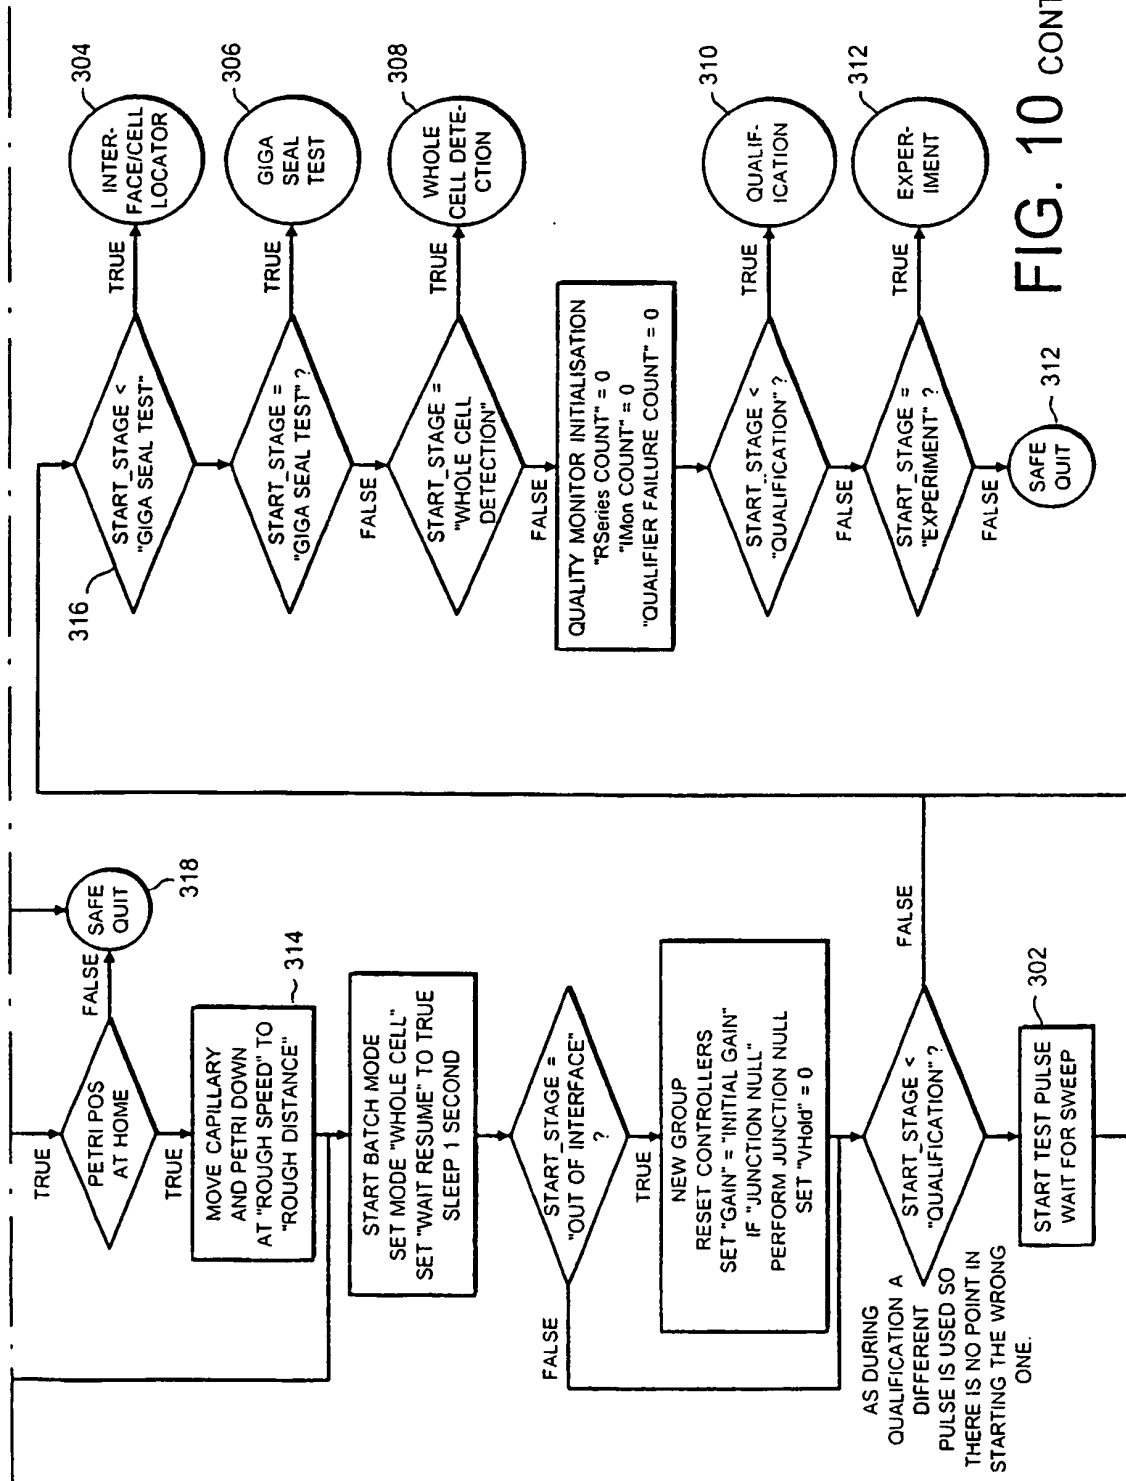 TRUE
PETRI POS
AT HOME
FALSE
SAFE
QUIT
318
TRUE
MOVE CAPILLARY
AND PETRI DOWN
AT "ROUGH SPEED" TO
"ROUGH DISTANCE"
314
START BATCH MODE
SET MODE "WHOLE CELL"
SET "WAIT RESUME" TO TRUE
SLEEP 1 SECOND
START_STAGE =
"OUT OF INTERFACE"
?
FALSE
TRUE
NEW GROUP
RESET CONTROLLERS
SET "GAIN" = "INITIAL GAIN"
IF "JUNCTION NULL"
PERFORM JUNCTION NULL
SET "VHold" = 0
START_STAGE <
"QUALIFICATION" ?
FALSE
AS DURING
QUALIFICATION A
DIFFERENT
PULSE IS USED SO
THERE IS NO POINT IN
STARTING THE WRONG
ONE.
START TEST PULSE
WAIT FOR SWEEP
302
316
START_STAGE <
"GIGA SEAL TEST"
TRUE
INTER-
FACE/CELL
LOCATOR
304
START_STAGE =
"GIGA SEAL TEST" ?
TRUE
GIGA
SEAL
TEST
306
FALSE
START_STAGE =
"WHOLE CELL
DETECTION"
TRUE
WHOLE
CELL DETE-
CTION
308
FALSE
QUALITY MONITOR INITIALISATION
"RSeries COUNT" = 0
"IMon COUNT" = 0
"QUALIFIER FAILURE COUNT" = 0
START_STAGE <
"QUALIFICATION" ?
TRUE
QUALIF-
ICATION
310
FALSE
START_STAGE =
"EXPERIMENT" ?
TRUE
EXPER-
IMENT
312
FALSE
SAFE
QUIT
312
FIG. 10 CONT